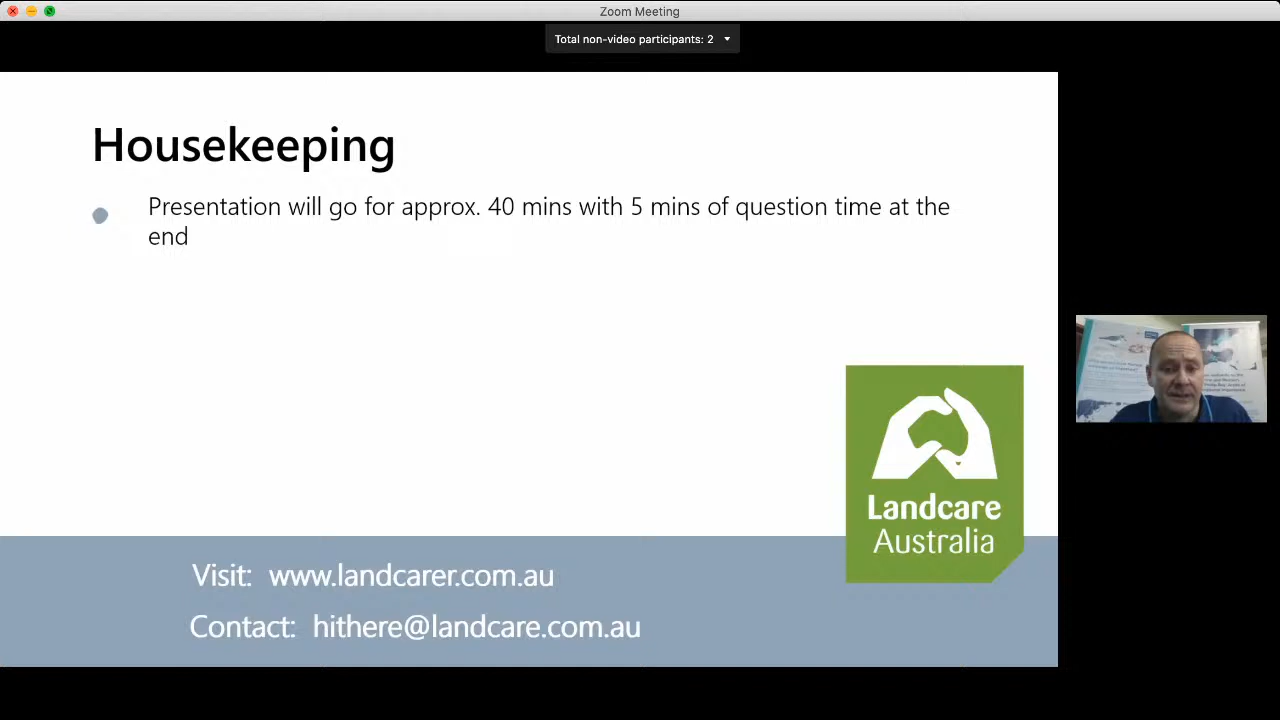 Zoom Meeting
Total non-video participants: 2
Housekeeping
Presentation will go for approx. 40 mins with 5 mins of question time at the
end
Landcare
Australia
Visit: www.landcarer.com.au
Contact: hithere@landcare.com.au